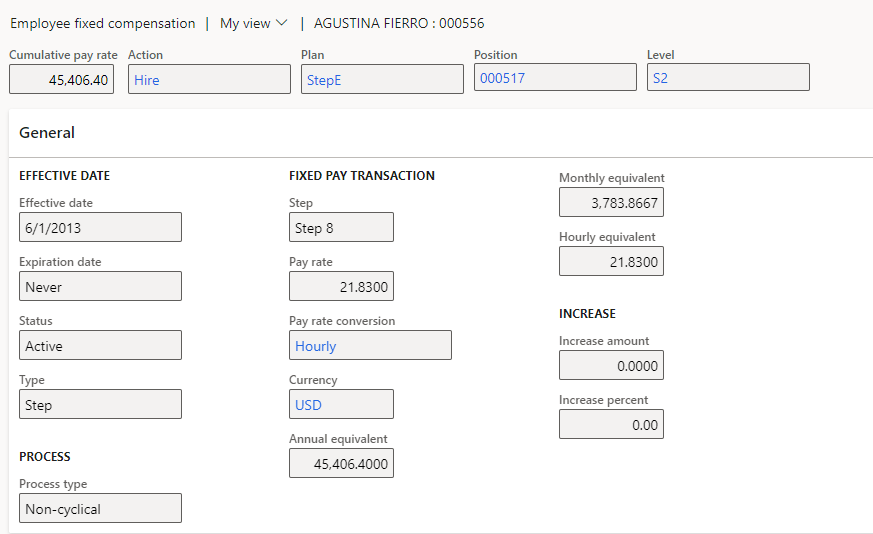 Employee fixed compensation | My view | AGUSTINA FIERRO : 000556
Cumulative pay rate Action Plan Position Level
45,406.40 Hire StepE 000517 S2
General
EFFECTIVE DATE
Effective date
6/1/2013
Expiration date
Never
Status
Active
Type
Step
PROCESS
Process type
Non-cyclical
FIXED PAY TRANSACTION
Step
Step 8
Pay rate
21.8300
Pay rate conversion
Hourly
Currency
USD
Annual equivalent
45,406.4000
Monthly equivalent
3,783.8667
Hourly equivalent
21.8300
INCREASE
Increase amount
0.0000
Increase percent
0.00